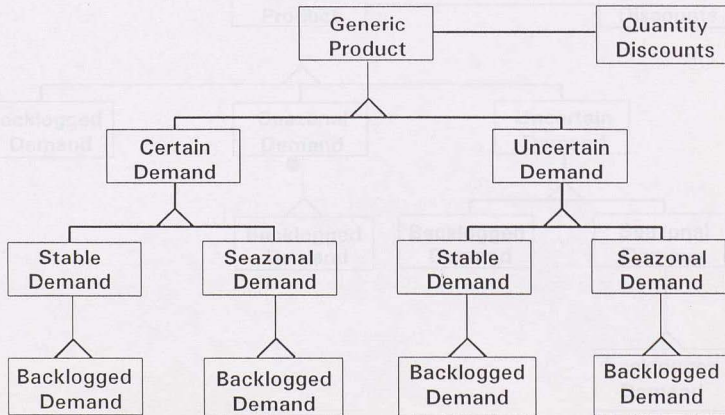 Generic
Product
Quantity
Discounts
Certain
Demand
Uncertain
Demand
Stable
Demand
Seazonal
Demand
Stable
Demand
Seazonal
Demand
Backlogged
Demand
Backlogged
Demand
Backlogged
Demand
Backlogged
Demand